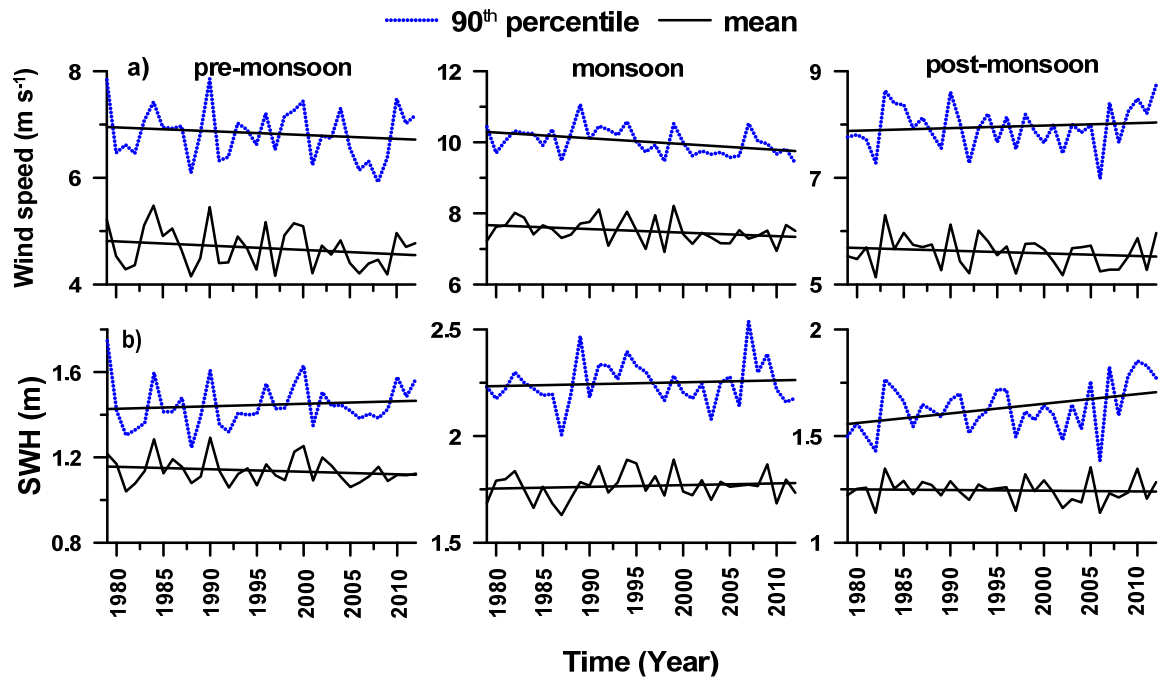 90th percentile mean
a) pre-monsoon monsoon post-monsoon
Wind speed (m s-1)
8
6
4
12
10
8
6
9
7
5
b)
SWH (m)
1.6
1.2
0.8
2.5
2
1.5
2
1.5
1
1980 1985 1990 1995 2000 2005 2010
1980 1985 1990 1995 2000 2005 2010
1980 1985 1990 1995 2000 2005 2010
Time (Year)